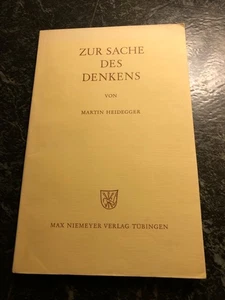 ZUR SACHE
DES
DENKENS
VON
MARTIN HEIDEGGER
MAX NIEMEYER VERLAG TÜBINGEN